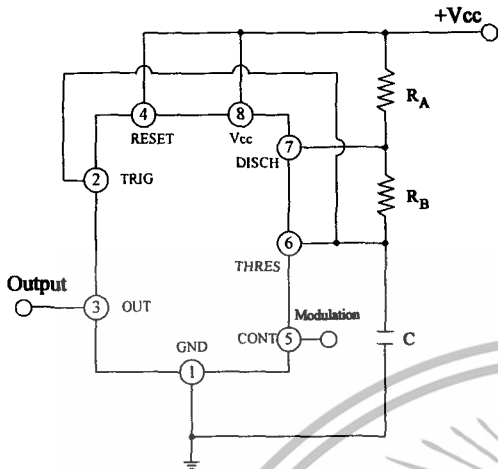 +Vcc
4
8
RESET
Vcc
R_A
7
DISCH
2
TRIG
R_B
6
THRES
Output
3
OUT
Modulation
CONT
5
C
GND
1